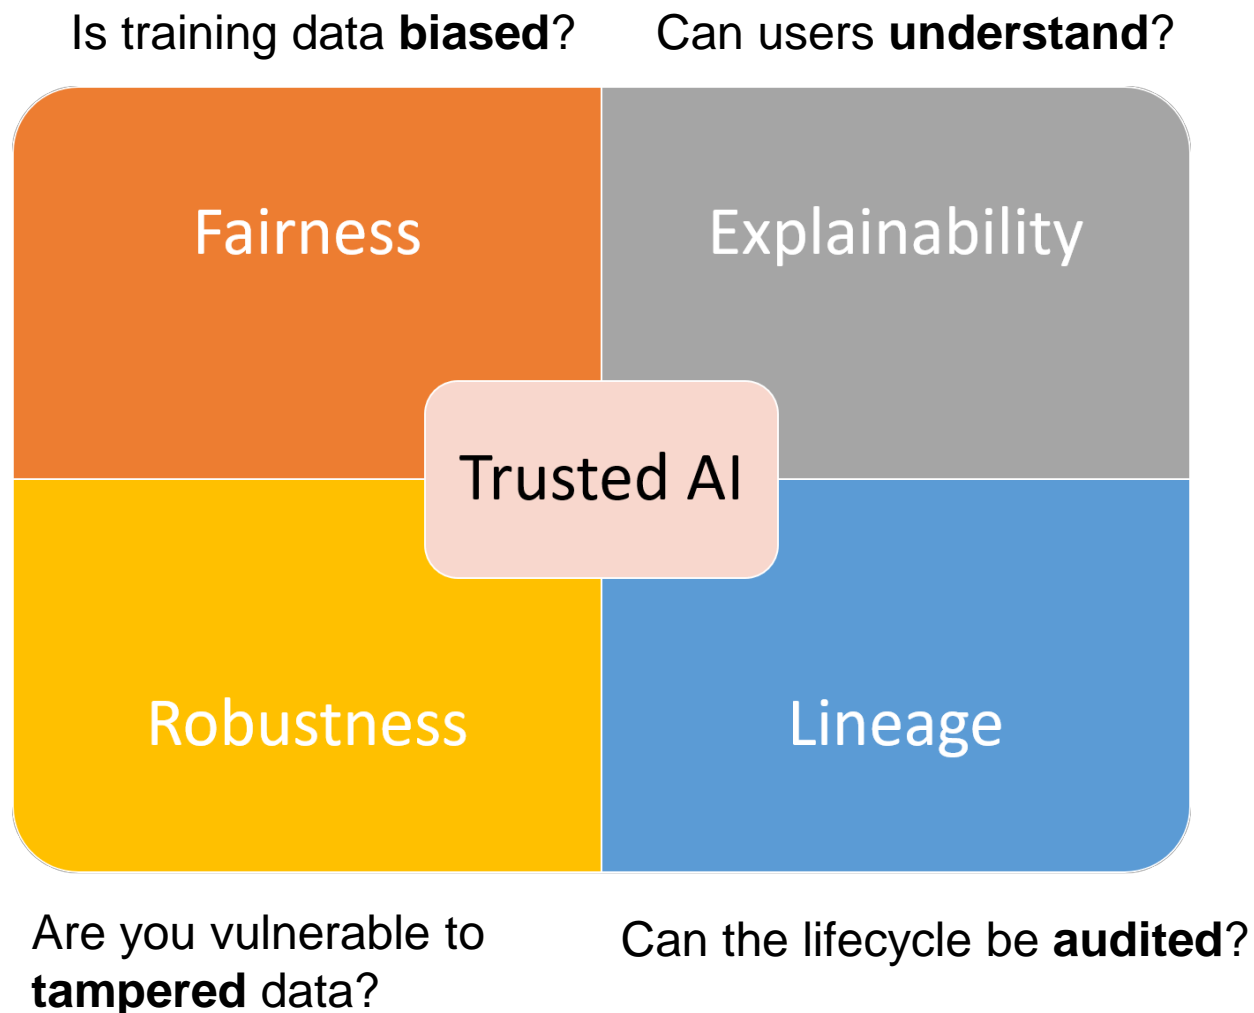 Is training data biased?
Can users understand?
Fairness
Explainability
Trusted AI
Robustness
Lineage
Are you vulnerable to
tampered data?
Can the lifecycle be audited?